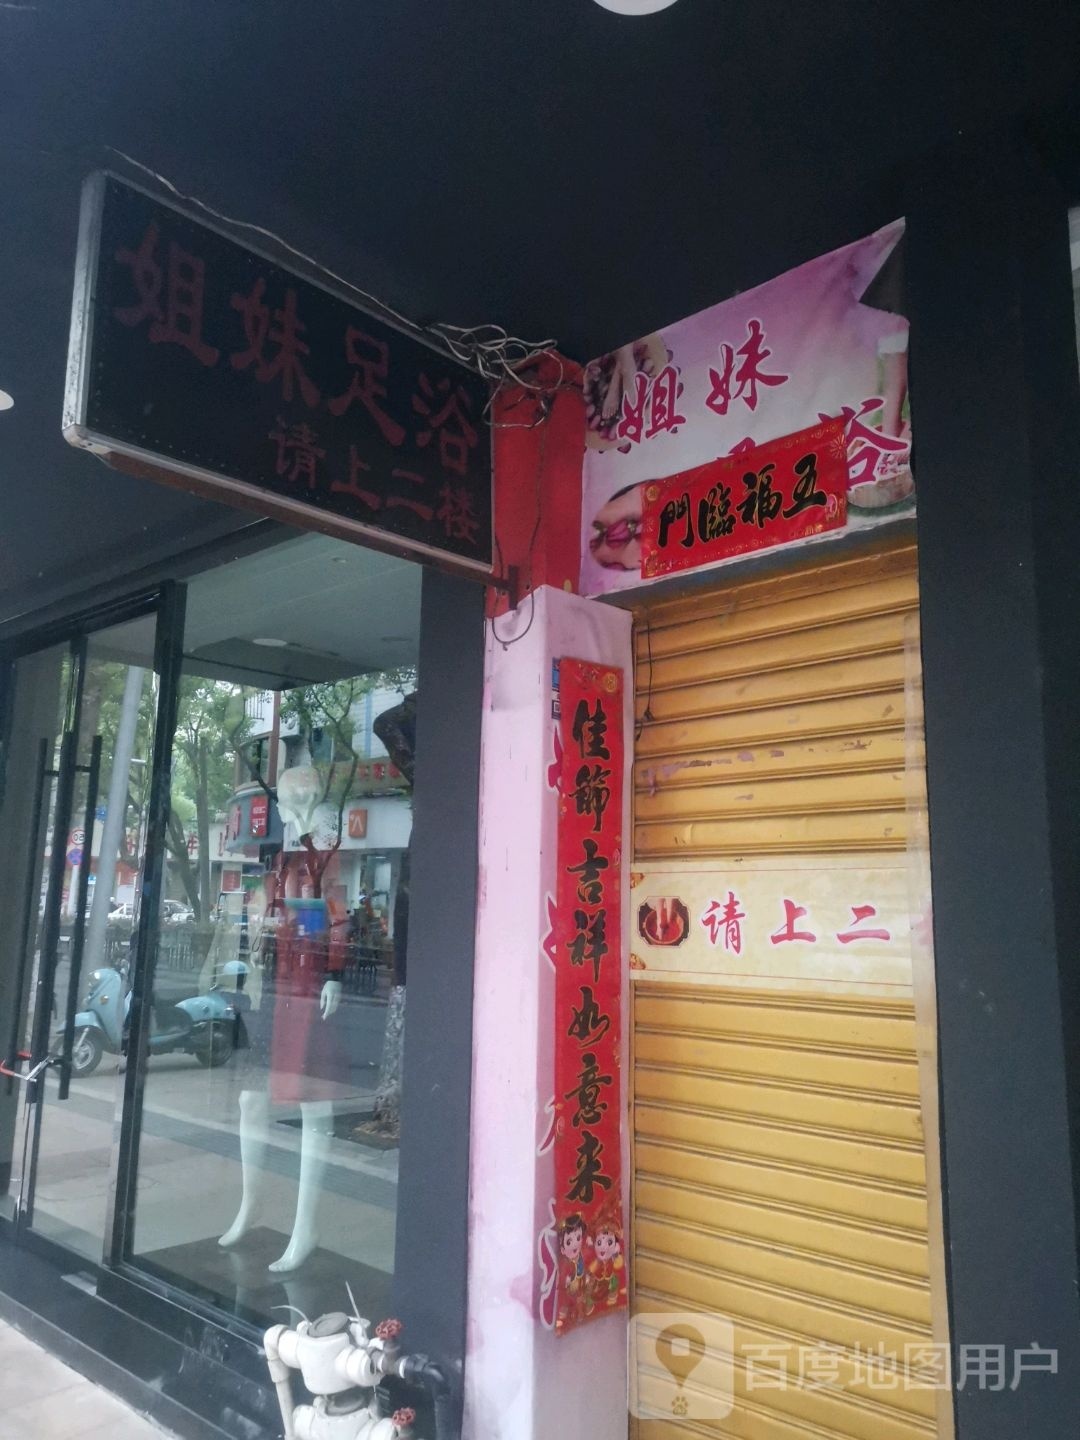 姐妹足浴
请上二楼
姐妹
浴
門臨福五
佳節吉祥如意来
请上二
百度地图用户